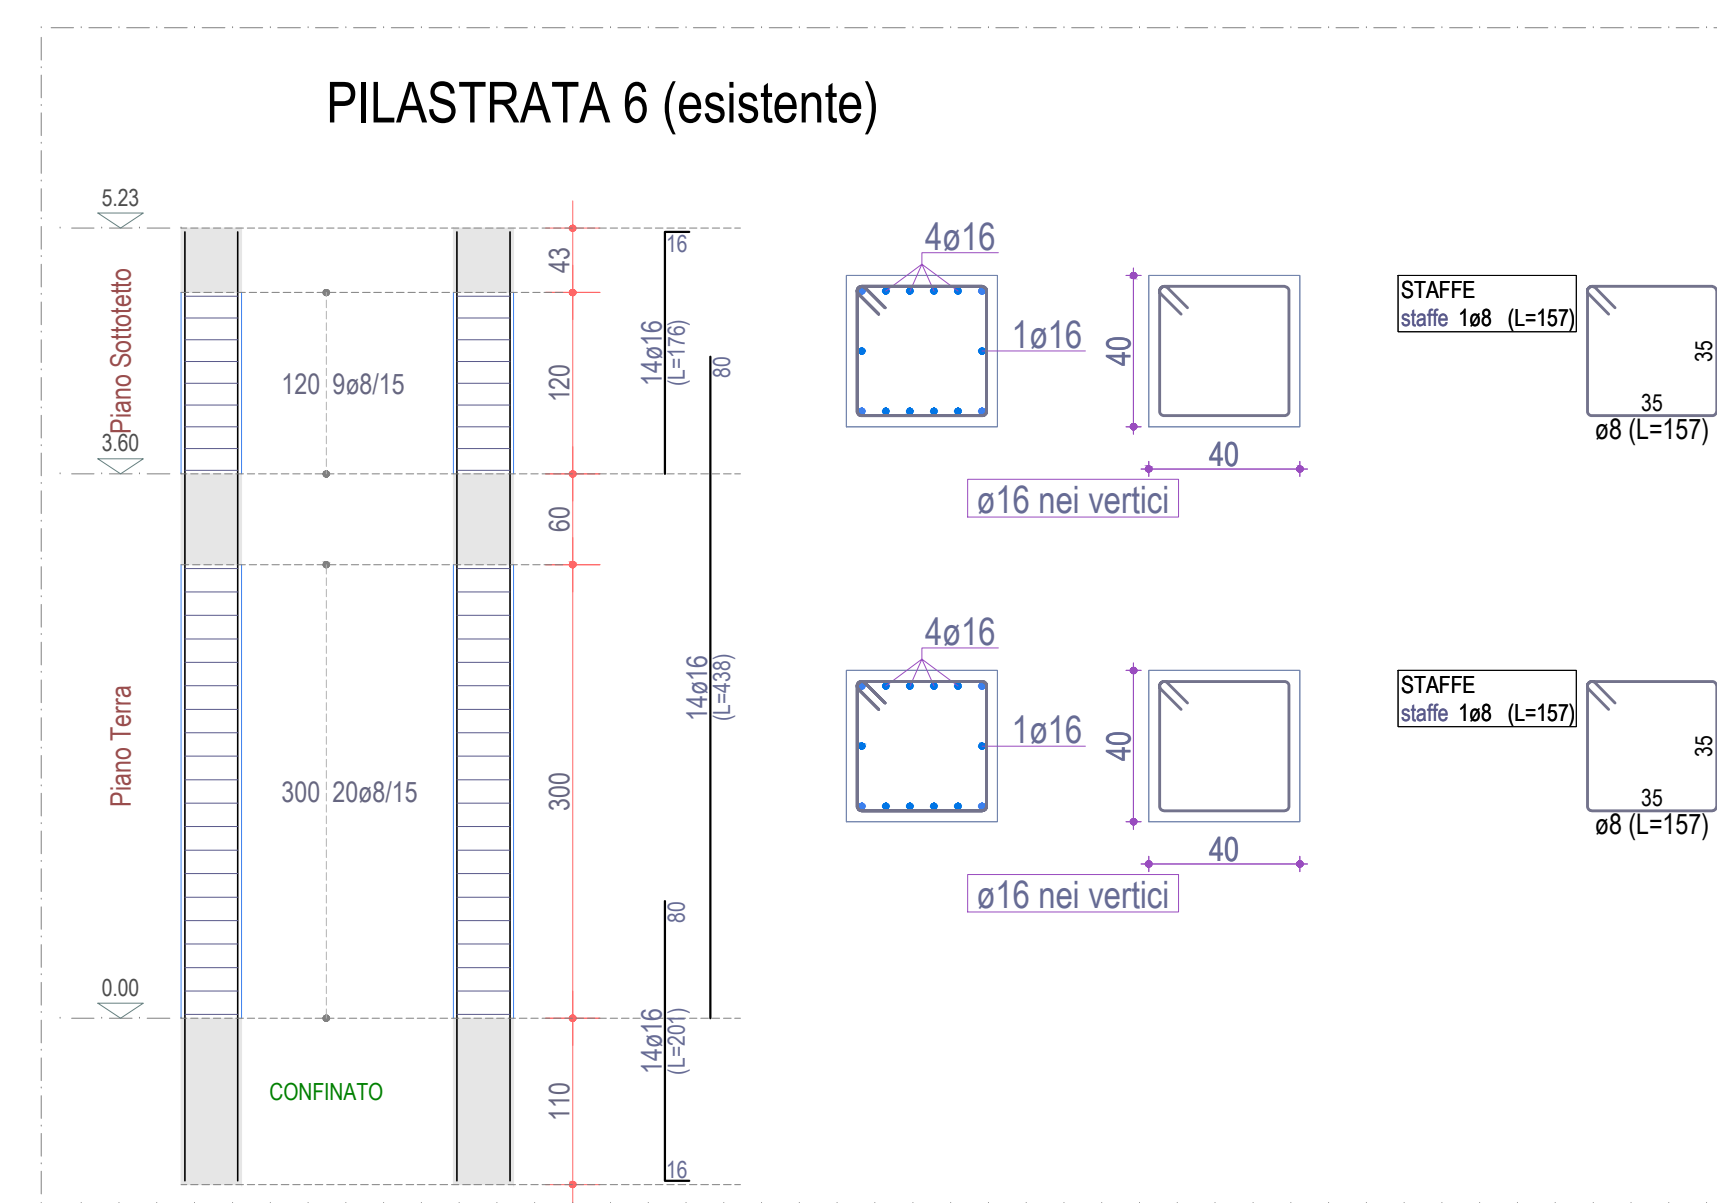 PILASTRATA 6 (esistente)
5.23
Piano Sottotetto
3.60
Piano Terra
0.00
120 9ø8/15
300 20ø8/15
CONFINATO
43
120
60
300
110
16
14ø16
(L=176)
80
14ø16
(L=438)
80
14ø16
(L=201)
16
4ø16
1ø16
40
40
ø16 nei vertici
STAFFE
staffe 1ø8 (L=157)
35
35
ø8 (L=157)
4ø16
1ø16
40
40
ø16 nei vertici
STAFFE
staffe 1ø8 (L=157)
35
35
ø8 (L=157)